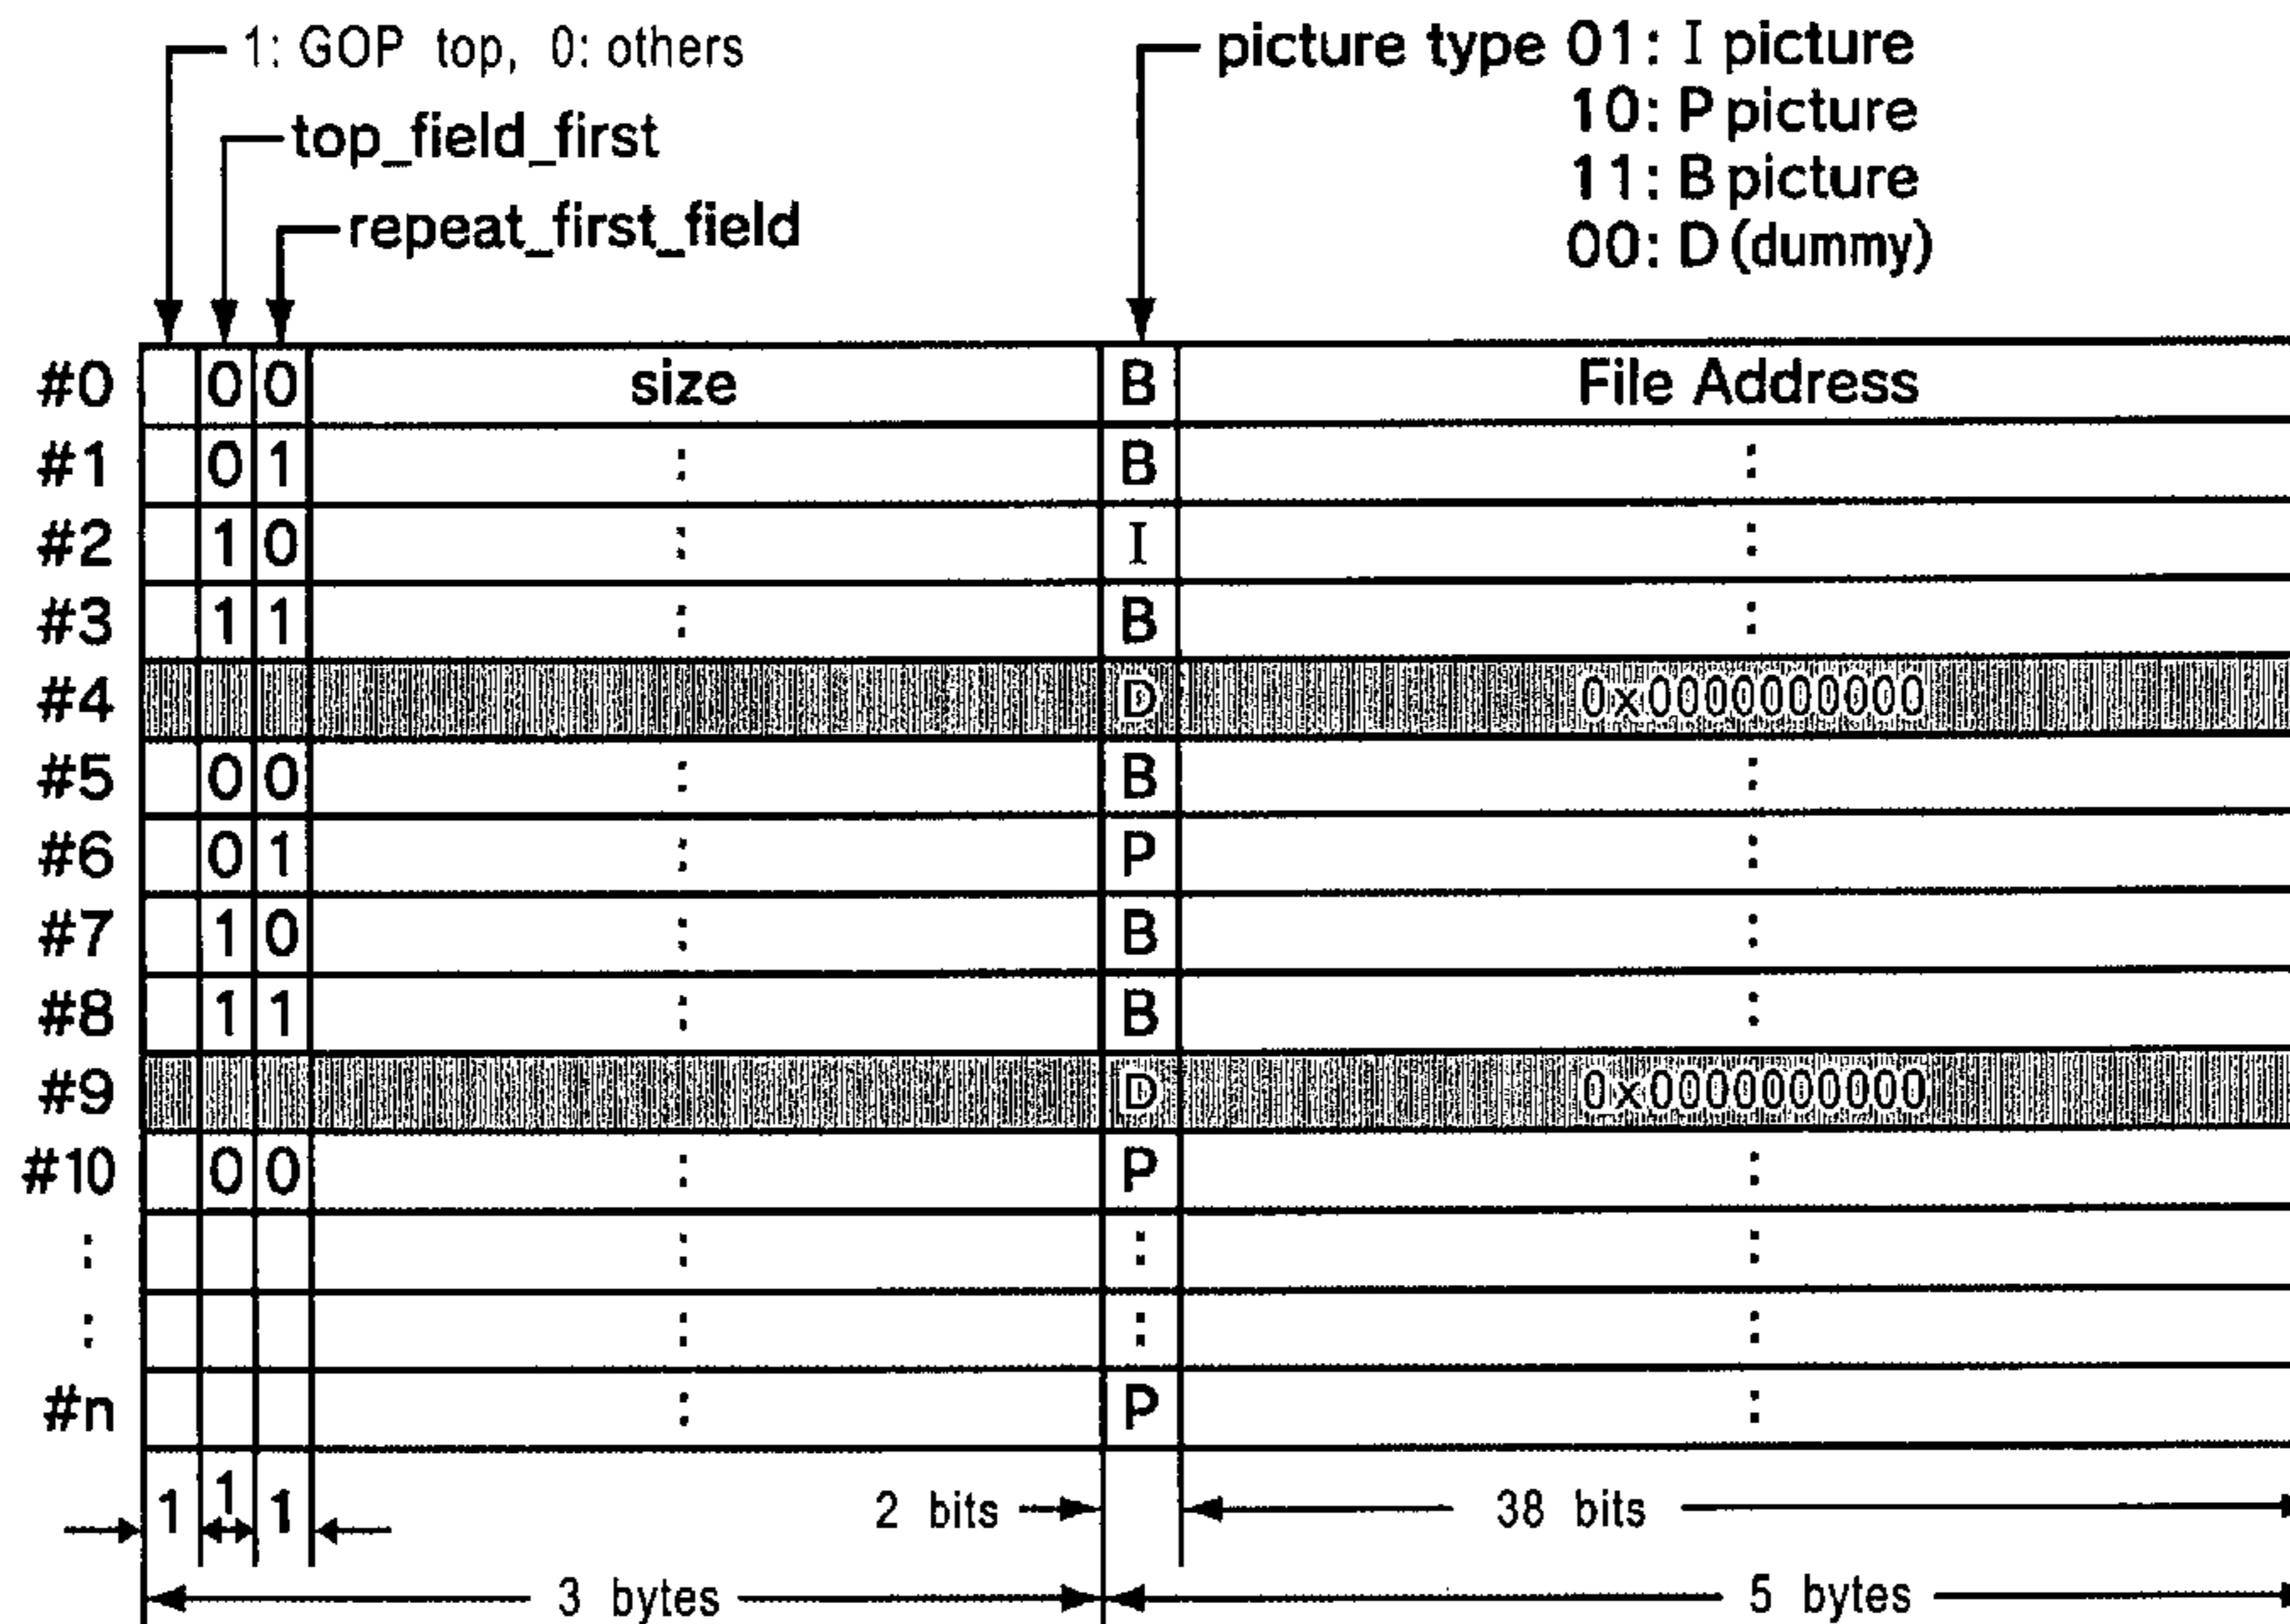 1: GOP top, 0: others
top_field_first
repeat_first_field
picture type 01: I picture
10: P picture
11: B picture
00: D (dummy)
#0 0 0 size B File Address
#1 0 1 : B :
#2 1 0 : I :
#3 1 1 : B :
#4 D 0x0000000000
#5 0 0 : B :
#6 0 1 : P :
#7 1 0 : B :
#8 1 1 : B :
#9 D 0x0000000000
#10 0 0 : P :
: : : :
: : : :
#n : P :
1 1 1 2 bits 38 bits
3 bytes 5 bytes